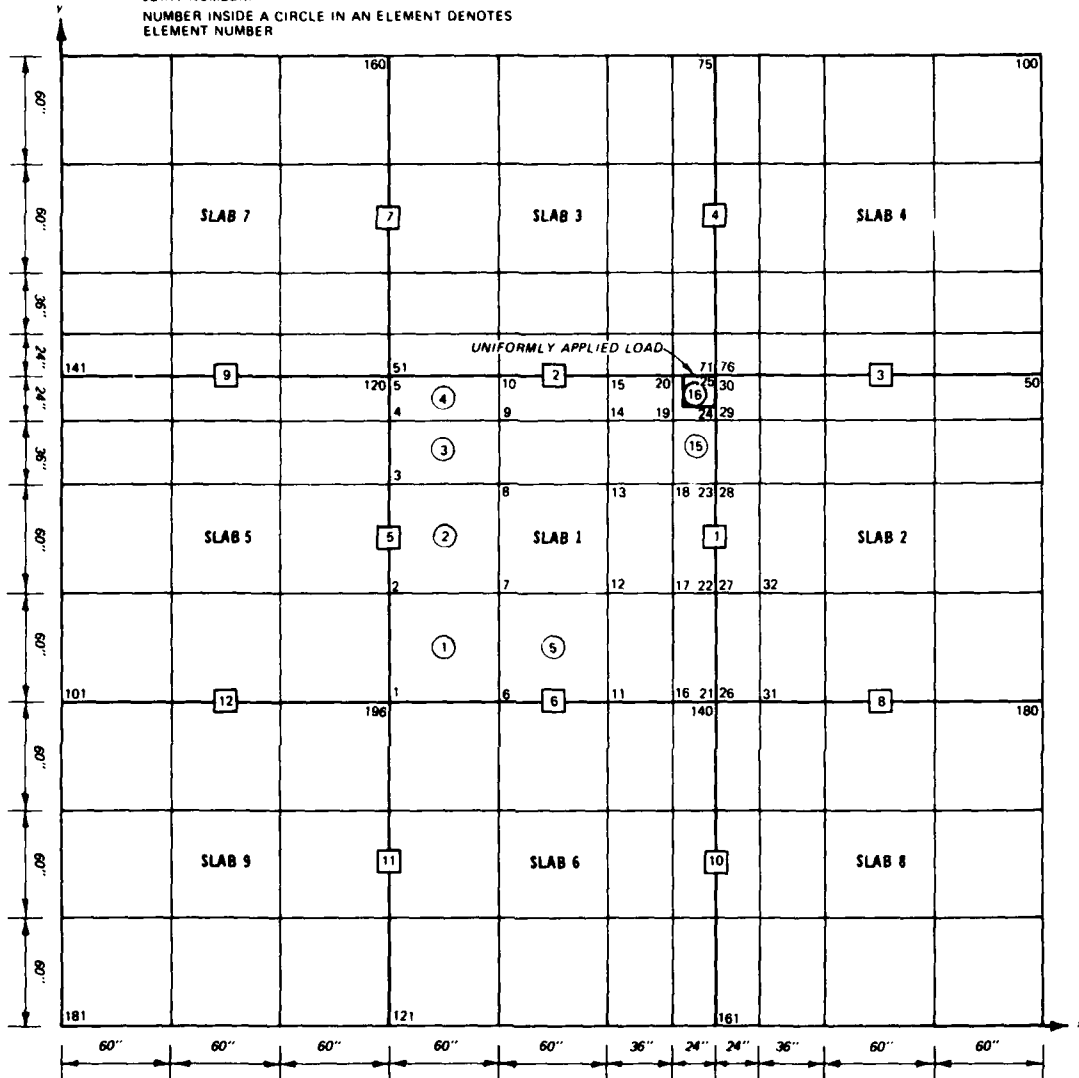 NUMBER INSIDE A CIRCLE IN AN ELEMENT DENOTES
ELEMENT NUMBER
y
160 75 100
60"
60"
SLAB 7 7 SLAB 3 4 SLAB 4
36"
24"
UNIFORMLY APPLIED LOAD
141 9 51 2 71 76 3
120 5 10 15 20 25 30 50
24"
4 16
4 9 14 19 24 29
36"
3 15
3 8 13 18 23 28
60"
SLAB 5 5 2 SLAB 1 1 SLAB 2
2 7 12 17 22 27 32
60"
1 5
101 12 1 6 6 11 16 21 26 31 8
196 140 180
60"
60"
SLAB 9 11 SLAB 6 10 SLAB 8
60"
181 121 161
60" 60" 60" 60" 60" 36" 24" 24" 36" 60" 60"